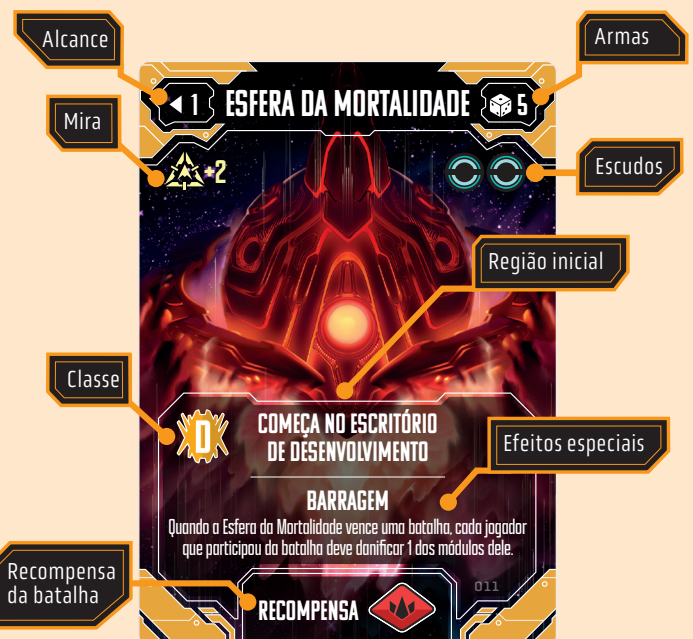 Alcance
Armas
1 ESFERA DA MORTALIDADE 5
Mira
+2
Escudos
Região inicial
Classe
D
COMEÇA NO ESCRITÓRIO
DE DESENVOLVIMENTO
Efeitos especiais
BARRAGEM
Quando a Esfera da Mortalidade vence uma batalha, cada jogador
que participou da batalha deve danificar 1 dos módulos dele.
Recompensa
da batalha
011
RECOMPENSA